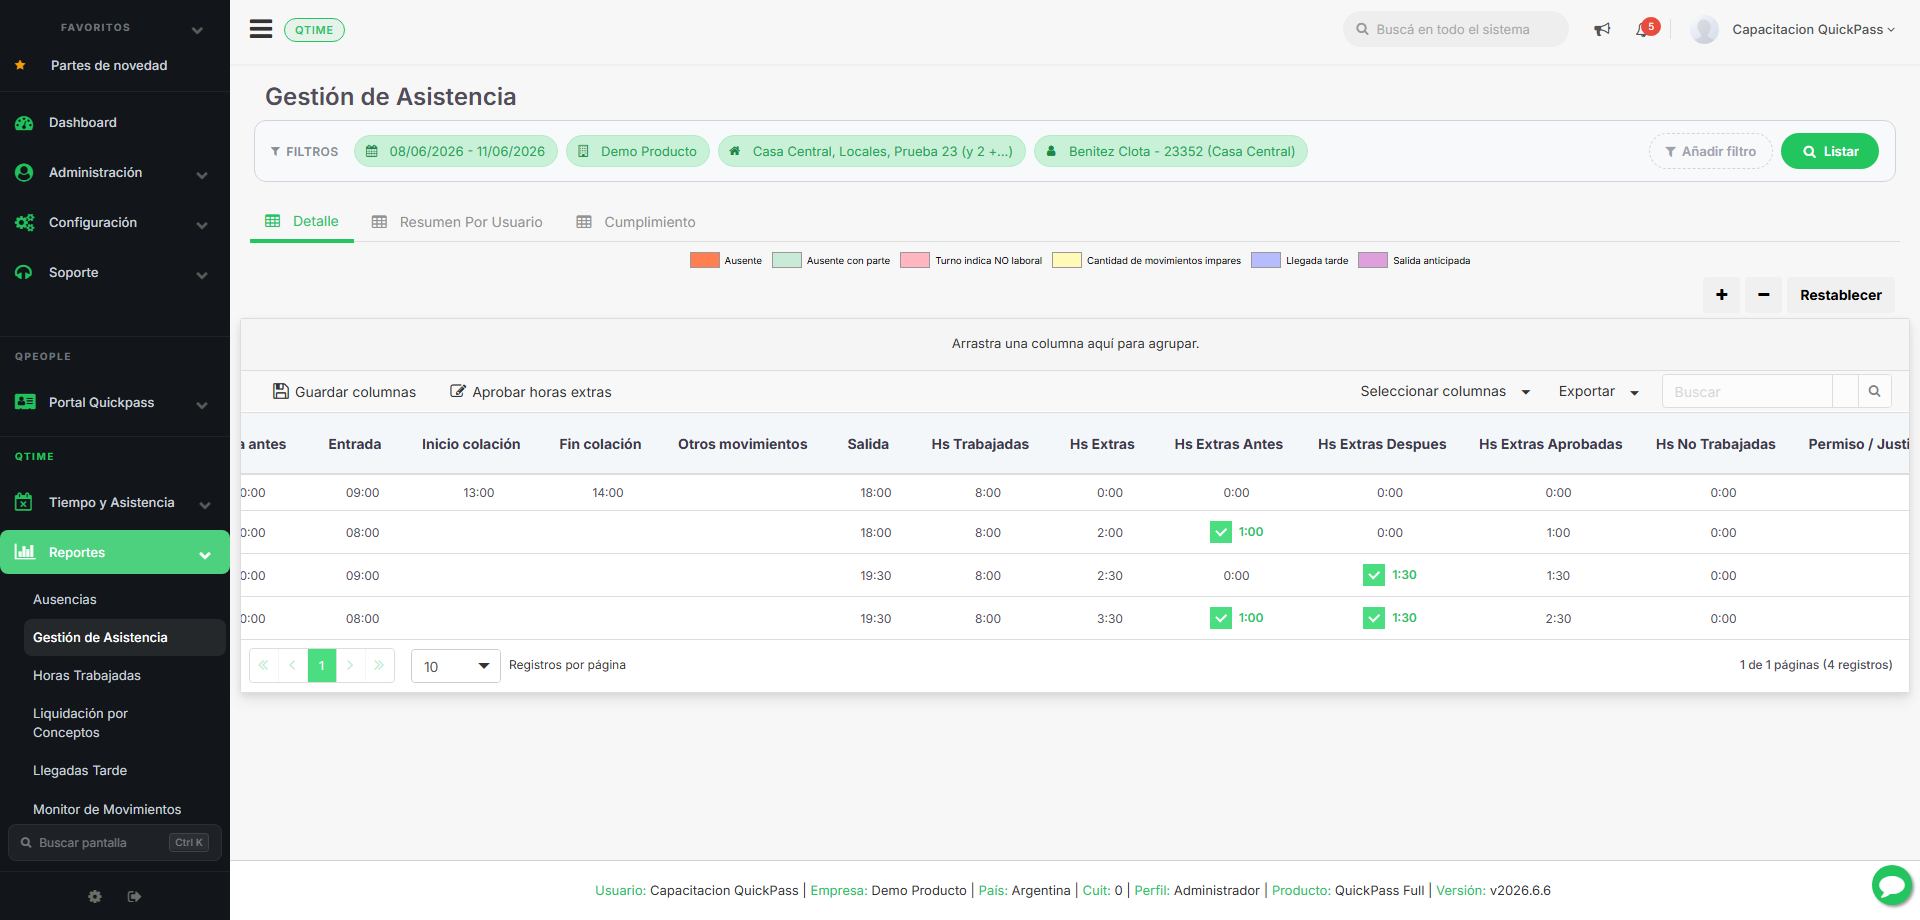 FAVORITOS
Partes de novedad
Dashboard
Administración
Configuración
Soporte
QPEOPLE
Portal Quickpass
QTIME
Tiempo y Asistencia
Reportes
Ausencias
Gestión de Asistencia
Horas Trabajadas
Liquidación por
Conceptos
Llegadas Tarde
Monitor de Movimientos
Buscar pantalla Ctrl K
QTIME
Buscá en todo el sistema
5
Capacitacion QuickPass
Gestión de Asistencia
FILTROS 08/06/2026 - 11/06/2026 Demo Producto Casa Central, Locales, Prueba 23 (y 2 +...) Benitez Clota - 23352 (Casa Central) Añadir filtro Listar
Detalle Resumen Por Usuario Cumplimiento
Ausente Ausente con parte Turno indica NO laboral Cantidad de movimientos impares Llegada tarde Salida anticipada
+ − Restablecer
Arrastra una columna aquí para agrupar.
Guardar columnas Aprobar horas extras Seleccionar columnas Exportar Buscar
a antes Entrada Inicio colación Fin colación Otros movimientos Salida Hs Trabajadas Hs Extras Hs Extras Antes Hs Extras Despues Hs Extras Aprobadas Hs No Trabajadas Permiso / Justi
0:00 09:00 13:00 14:00 18:00 8:00 0:00 0:00 0:00 0:00 0:00
0:00 08:00 18:00 8:00 2:00 1:00 0:00 1:00 0:00
0:00 09:00 19:30 8:00 2:30 0:00 1:30 1:30 0:00
0:00 08:00 19:30 8:00 3:30 1:00 1:30 2:30 0:00
« ‹ 1 › » 10 Registros por página 1 de 1 páginas (4 registros)
Usuario: Capacitacion QuickPass | Empresa: Demo Producto | País: Argentina | Cuit: 0 | Perfil: Administrador | Producto: QuickPass Full | Versión: v2026.6.6